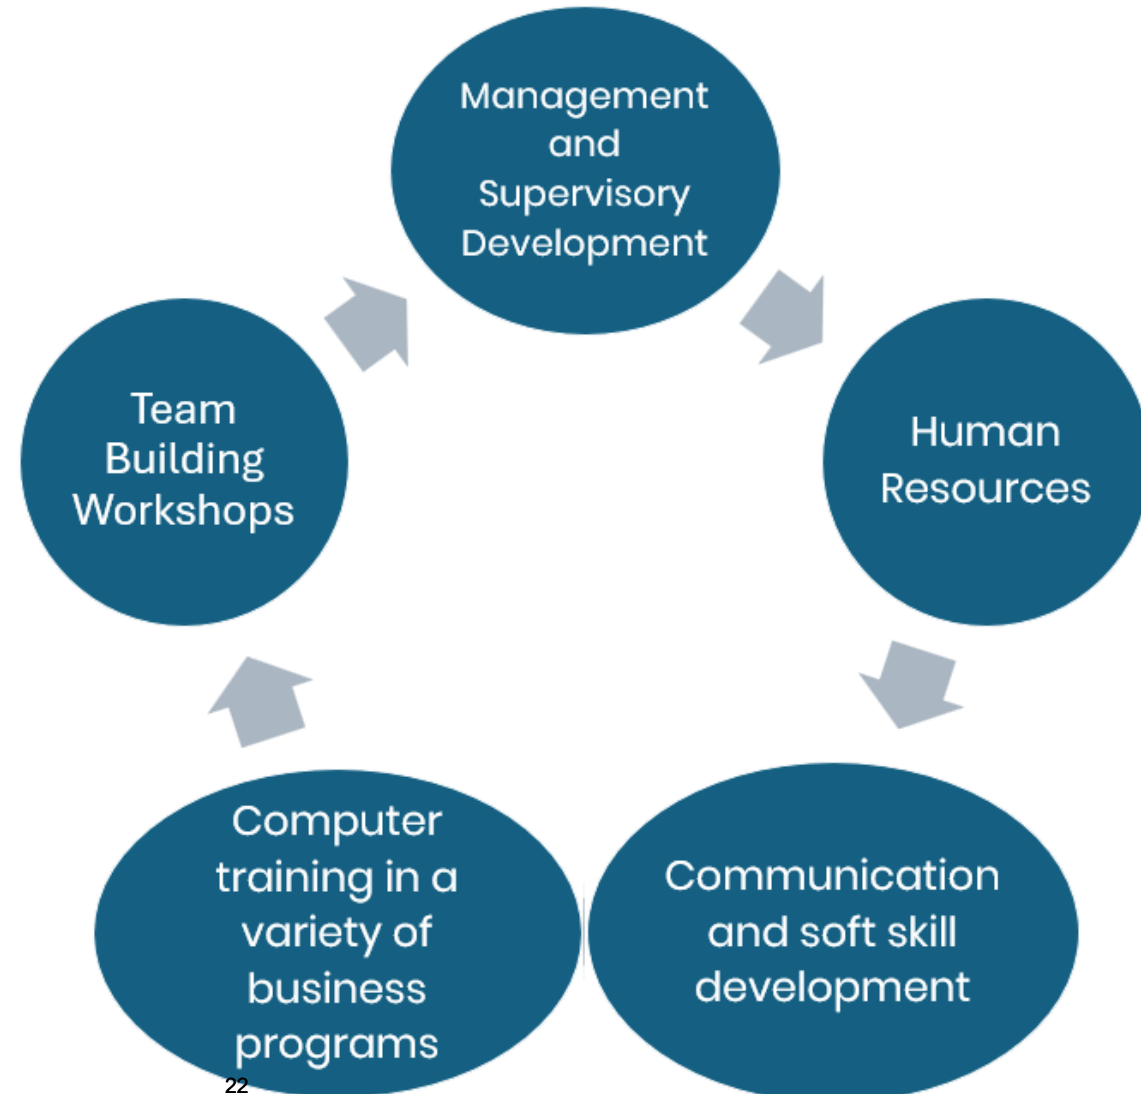 Management
and
Supervisory
Development
Human
Resources
Communication
and soft skill
development
Computer
training in a
variety of
business
programs
Team
Building
Workshops
22